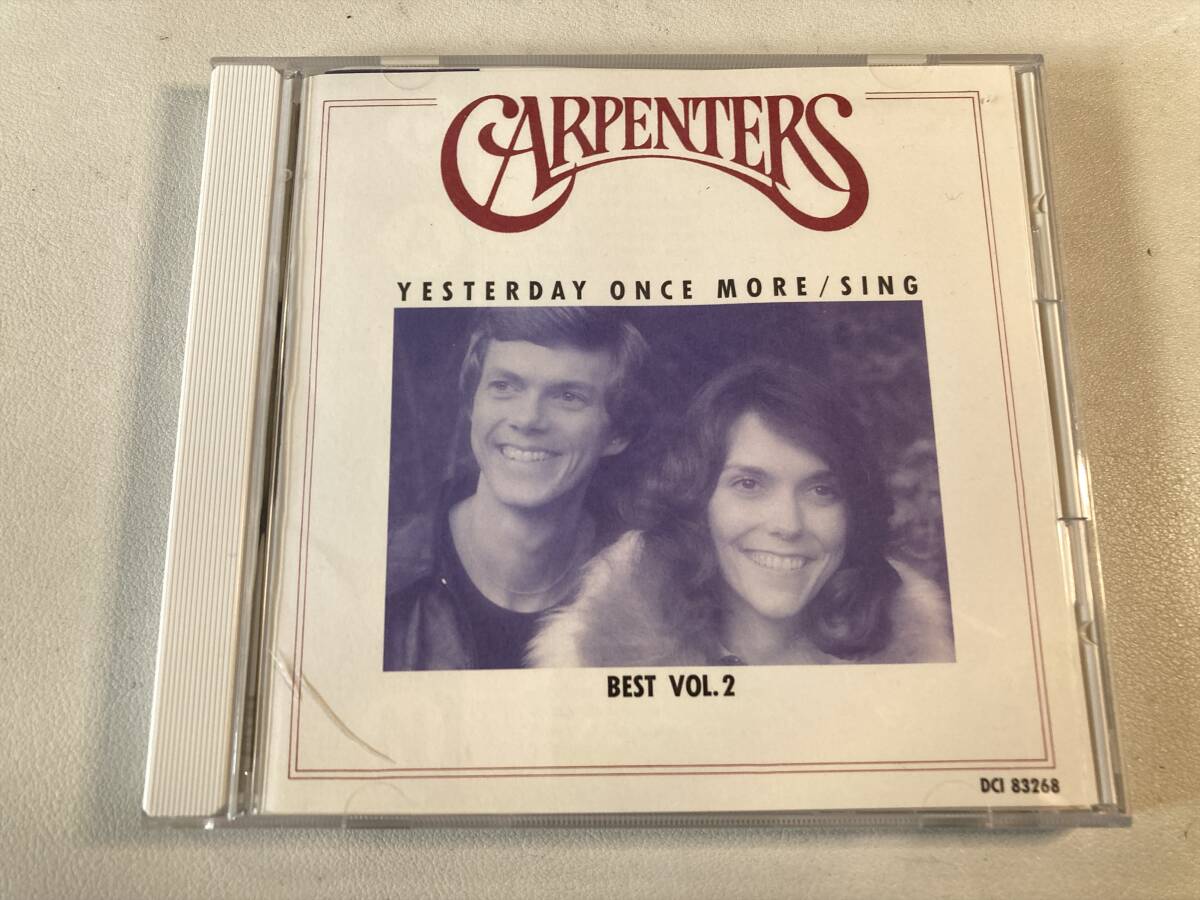 CARPENTERS
YESTERDAY ONCE MORE/SING
BEST VOL.2
DCI 83268